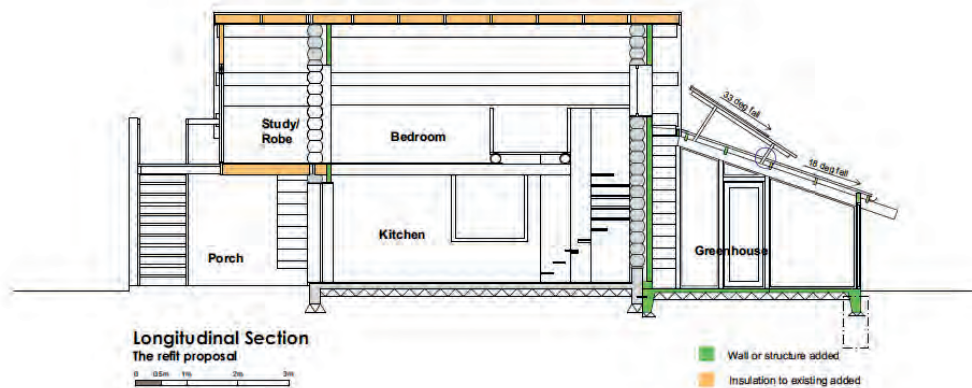 33 deg fall
18 deg fall
Study/
Robe
Bedroom
Kitchen
Porch
Greenhouse
Longitudinal Section
The refit proposal
0 0.5m 1m 2m 3m
Wall or structure added
Insulation to existing added